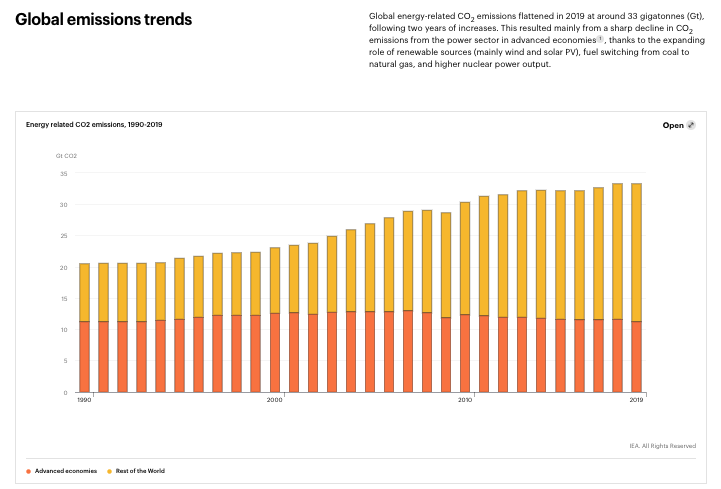 Global emissions trends
Global energy-related CO2 emissions flattened in 2019 at around 33 gigatonnes (Gt),
following two years of increases. This resulted mainly from a sharp decline in CO2
emissions from the power sector in advanced economies, thanks to the expanding
role of renewable sources (mainly wind and solar PV), fuel switching from coal to
natural gas, and higher nuclear power output.
Energy related CO2 emissions, 1990-2019
Open
Gt CO2
35
30
25
20
15
10
5
0
1990
2000
2010
2019
IEA. All Rights Reserved
Advanced economies
Rest of the World